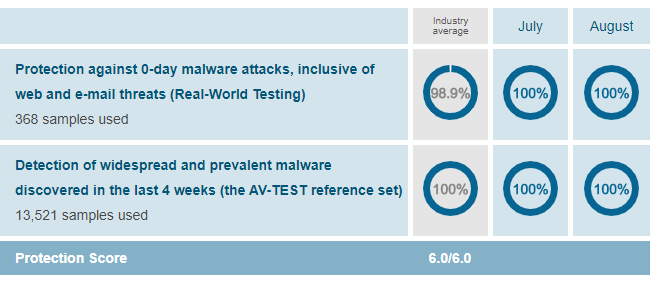 Industry
average
July
August
Protection against 0-day malware attacks, inclusive of
web and e-mail threats (Real-World Testing)
368 samples used
98.9%
100%
100%
Detection of widespread and prevalent malware
discovered in the last 4 weeks (the AV-TEST reference set)
13,521 samples used
100%
100%
100%
Protection Score
6.0/6.0